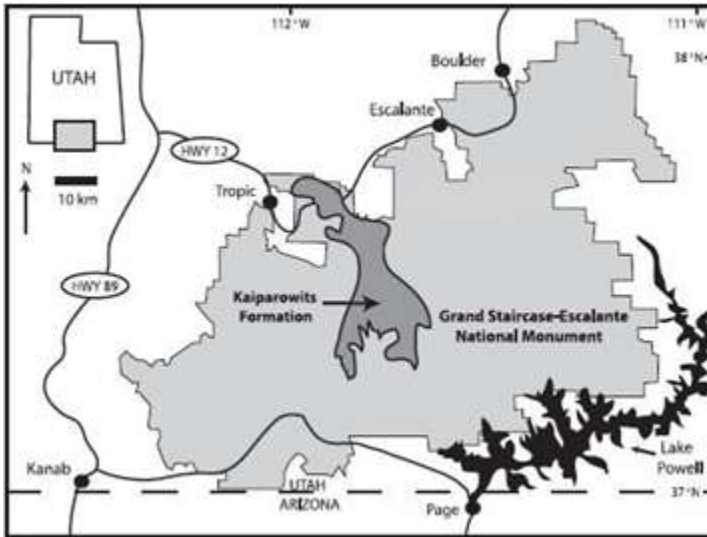 112°W
111°W
Boulder
38°N
UTAH
Escalante
HWY 12
N
10 km
Tropic
HWY 89
Kaiparowits
Formation
Grand Staircase-Escalante
National Monument
Lake
Powell
Kanab
37°N
UTAH
ARIZONA
Page